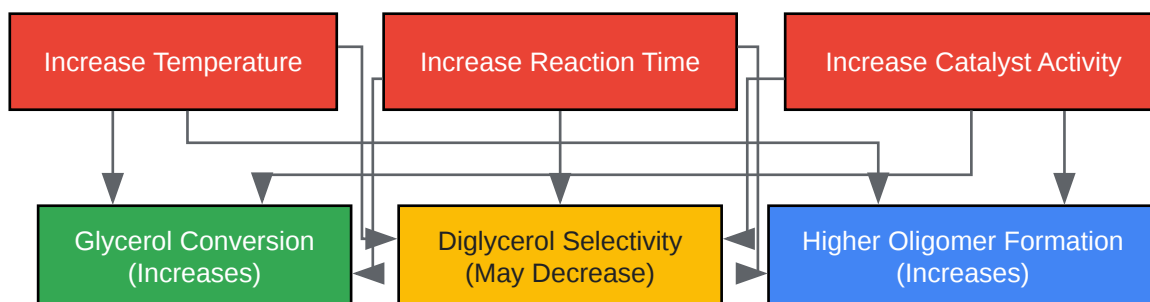 Increase Temperature
Increase Reaction Time
Increase Catalyst Activity
Glycerol Conversion
(Increases)
Diglycerol Selectivity
(May Decrease)
Higher Oligomer Formation
(Increases)